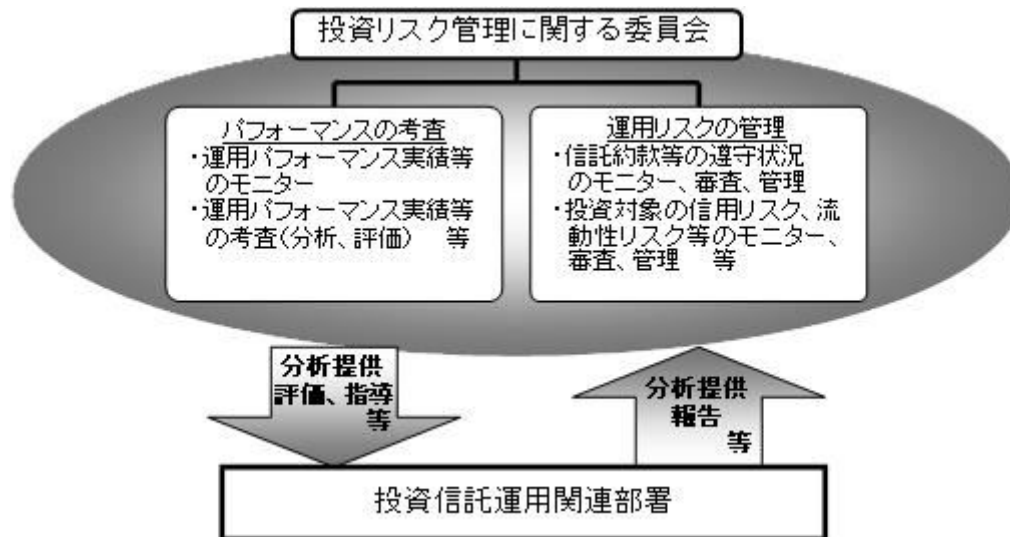 投資リスク管理に関する委員会
パフォーマンスの考査
・運用パフォーマンス実績等
のモニター
・運用パフォーマンス実績等
の考査(分析、評価) 等
運用リスクの管理
・信託約款等の遵守状況
のモニター、審査、管理
・投資対象の信用リスク、流
動性リスク等のモニター、
審査、管理 等
分析提供
評価、指導
等
分析提供
報告
等
投資信託運用関連部署